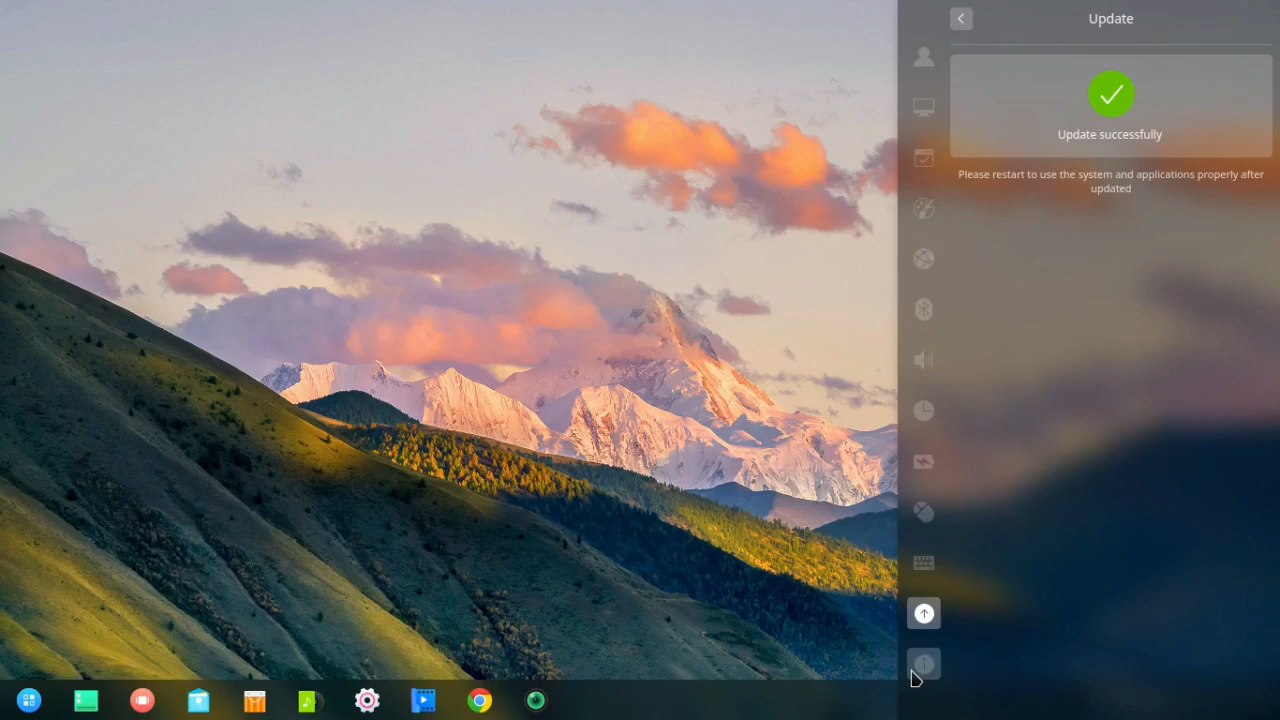 Update
Update successfully
Please restart to use the system and applications properly after
updated